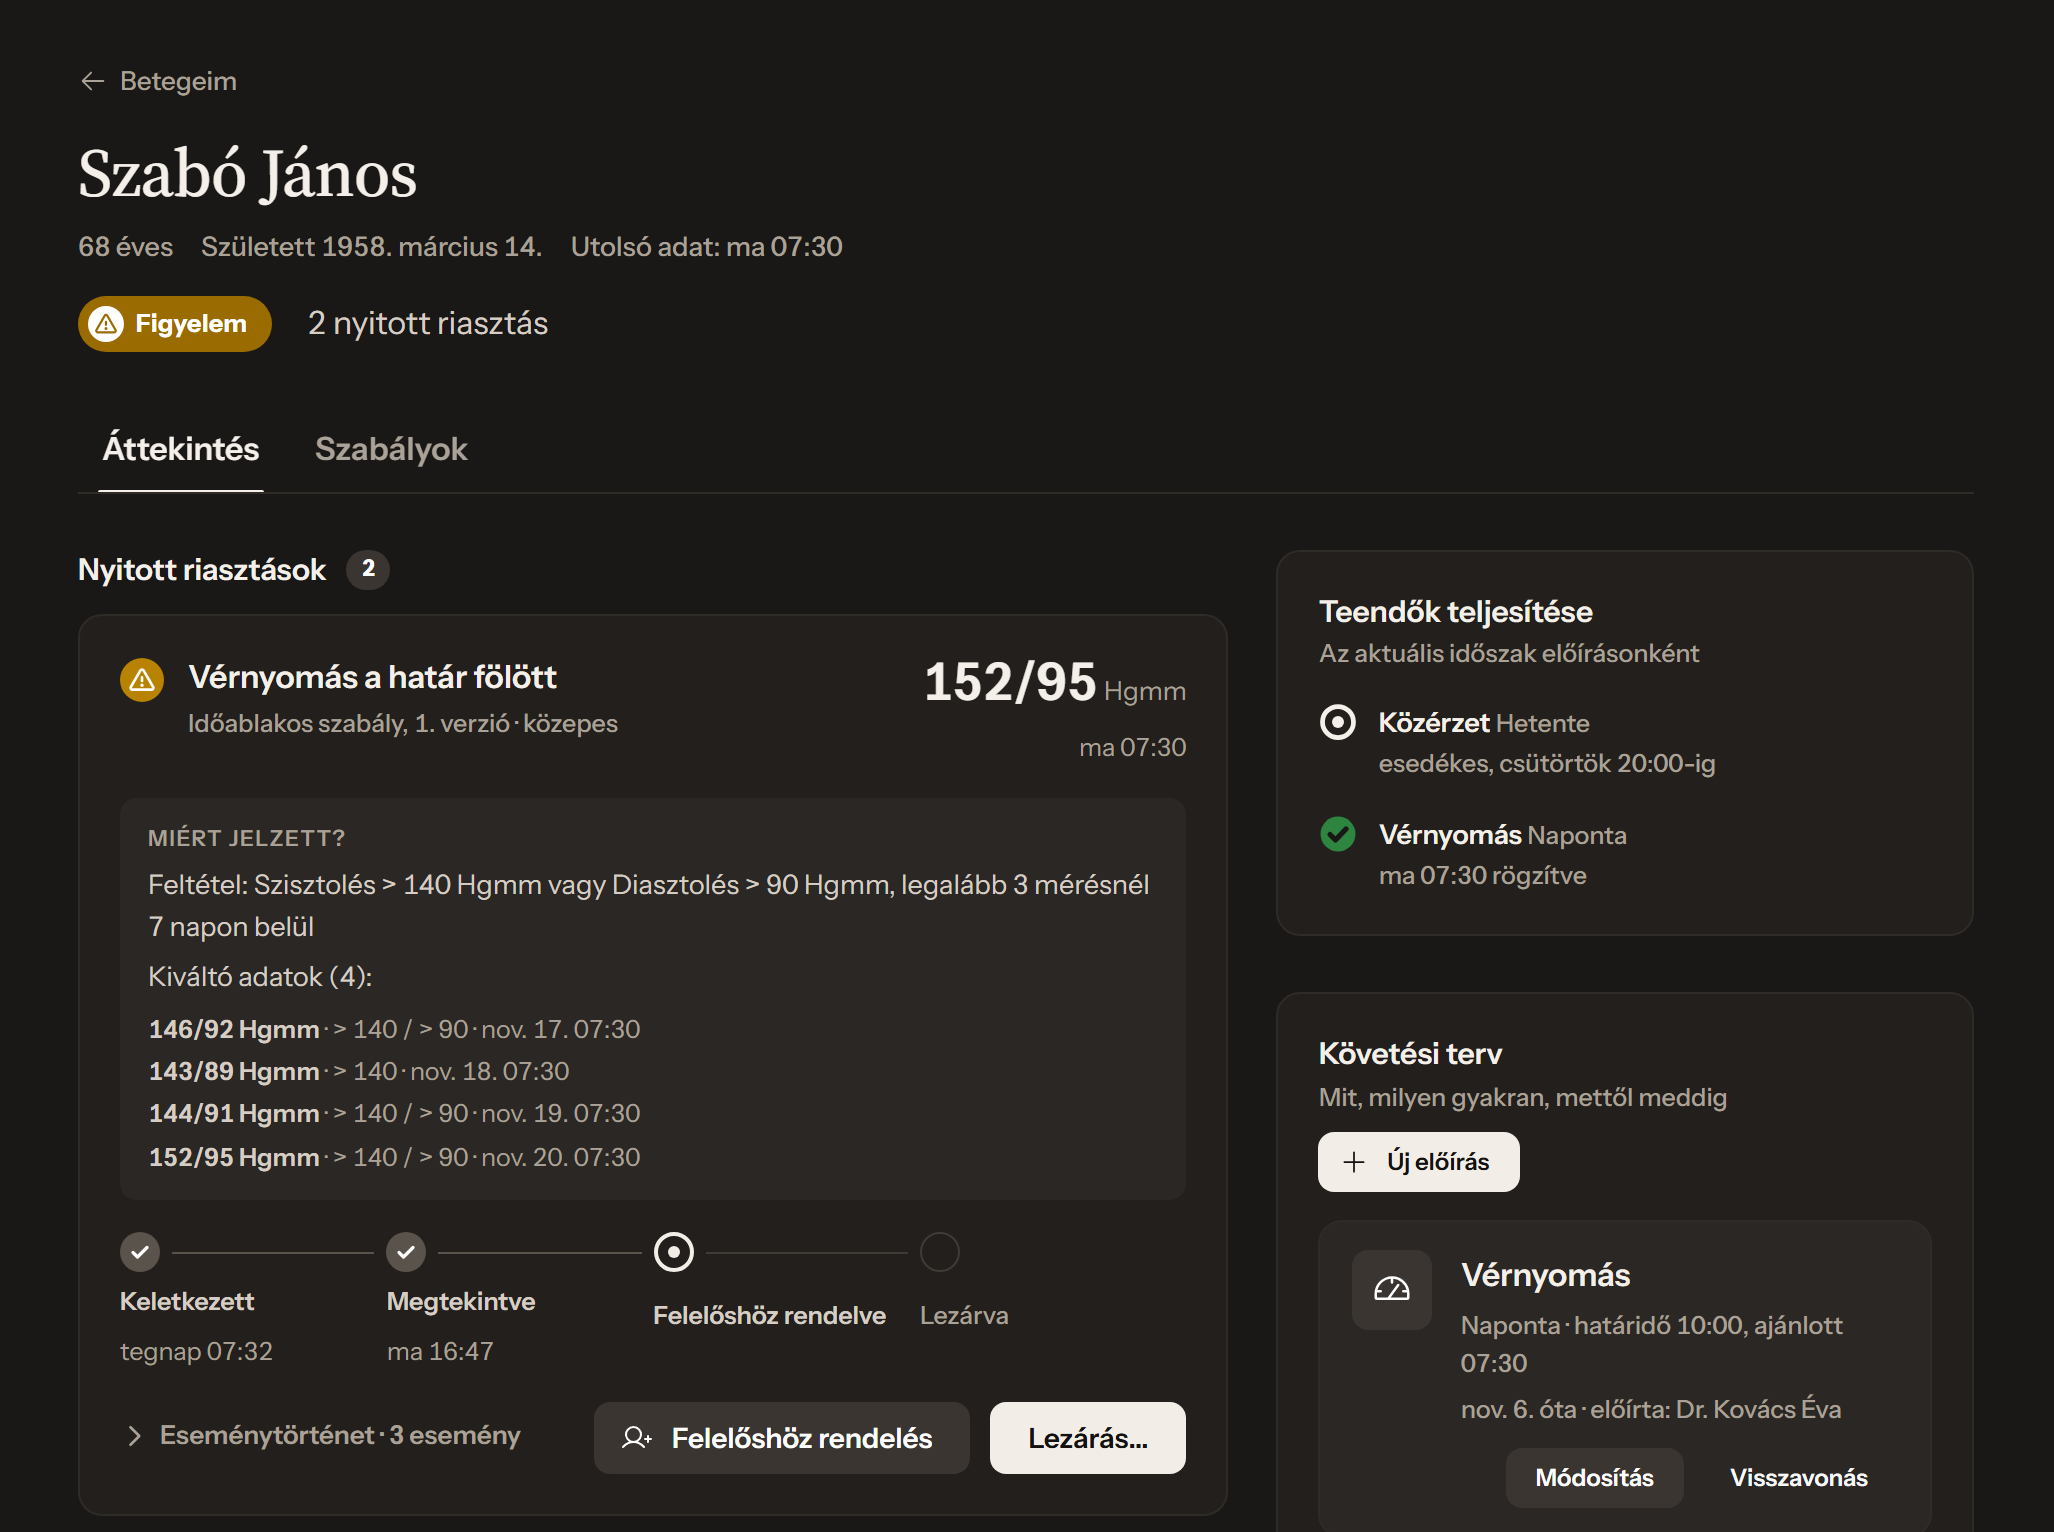 Betegeim
Szabó János
68 éves Született 1958. március 14. Utolsó adat: ma 07:30
Figyelem 2 nyitott riasztás
Áttekintés Szabályok
Nyitott riasztások 2
Vérnyomás a határ fölött
Időablakos szabály, 1. verzió · közepes
152/95 Hgmm
ma 07:30
MIÉRT JELZETT?
Feltétel: Szisztolés > 140 Hgmm vagy Diasztolés > 90 Hgmm, legalább 3 mérésnél
7 napon belül
Kiváltó adatok (4):
146/92 Hgmm · > 140 / > 90 · nov. 17. 07:30
143/89 Hgmm · > 140 · nov. 18. 07:30
144/91 Hgmm · > 140 / > 90 · nov. 19. 07:30
152/95 Hgmm · > 140 / > 90 · nov. 20. 07:30
Keletkezett
tegnap 07:32
Megtekintve
ma 16:47
Felelőshöz rendelve
Lezárva
Eseménytörténet · 3 esemény
Felelőshöz rendelés
Lezárás...
Teendők teljesítése
Az aktuális időszak előírásonként
Közérzet Hetente
esedékes, csütörtök 20:00-ig
Vérnyomás Naponta
ma 07:30 rögzítve
Követési terv
Mit, milyen gyakran, mettől meddig
Új előírás
Vérnyomás
Naponta · határidő 10:00, ajánlott
07:30
nov. 6. óta · előírta: Dr. Kovács Éva
Módosítás Visszavonás